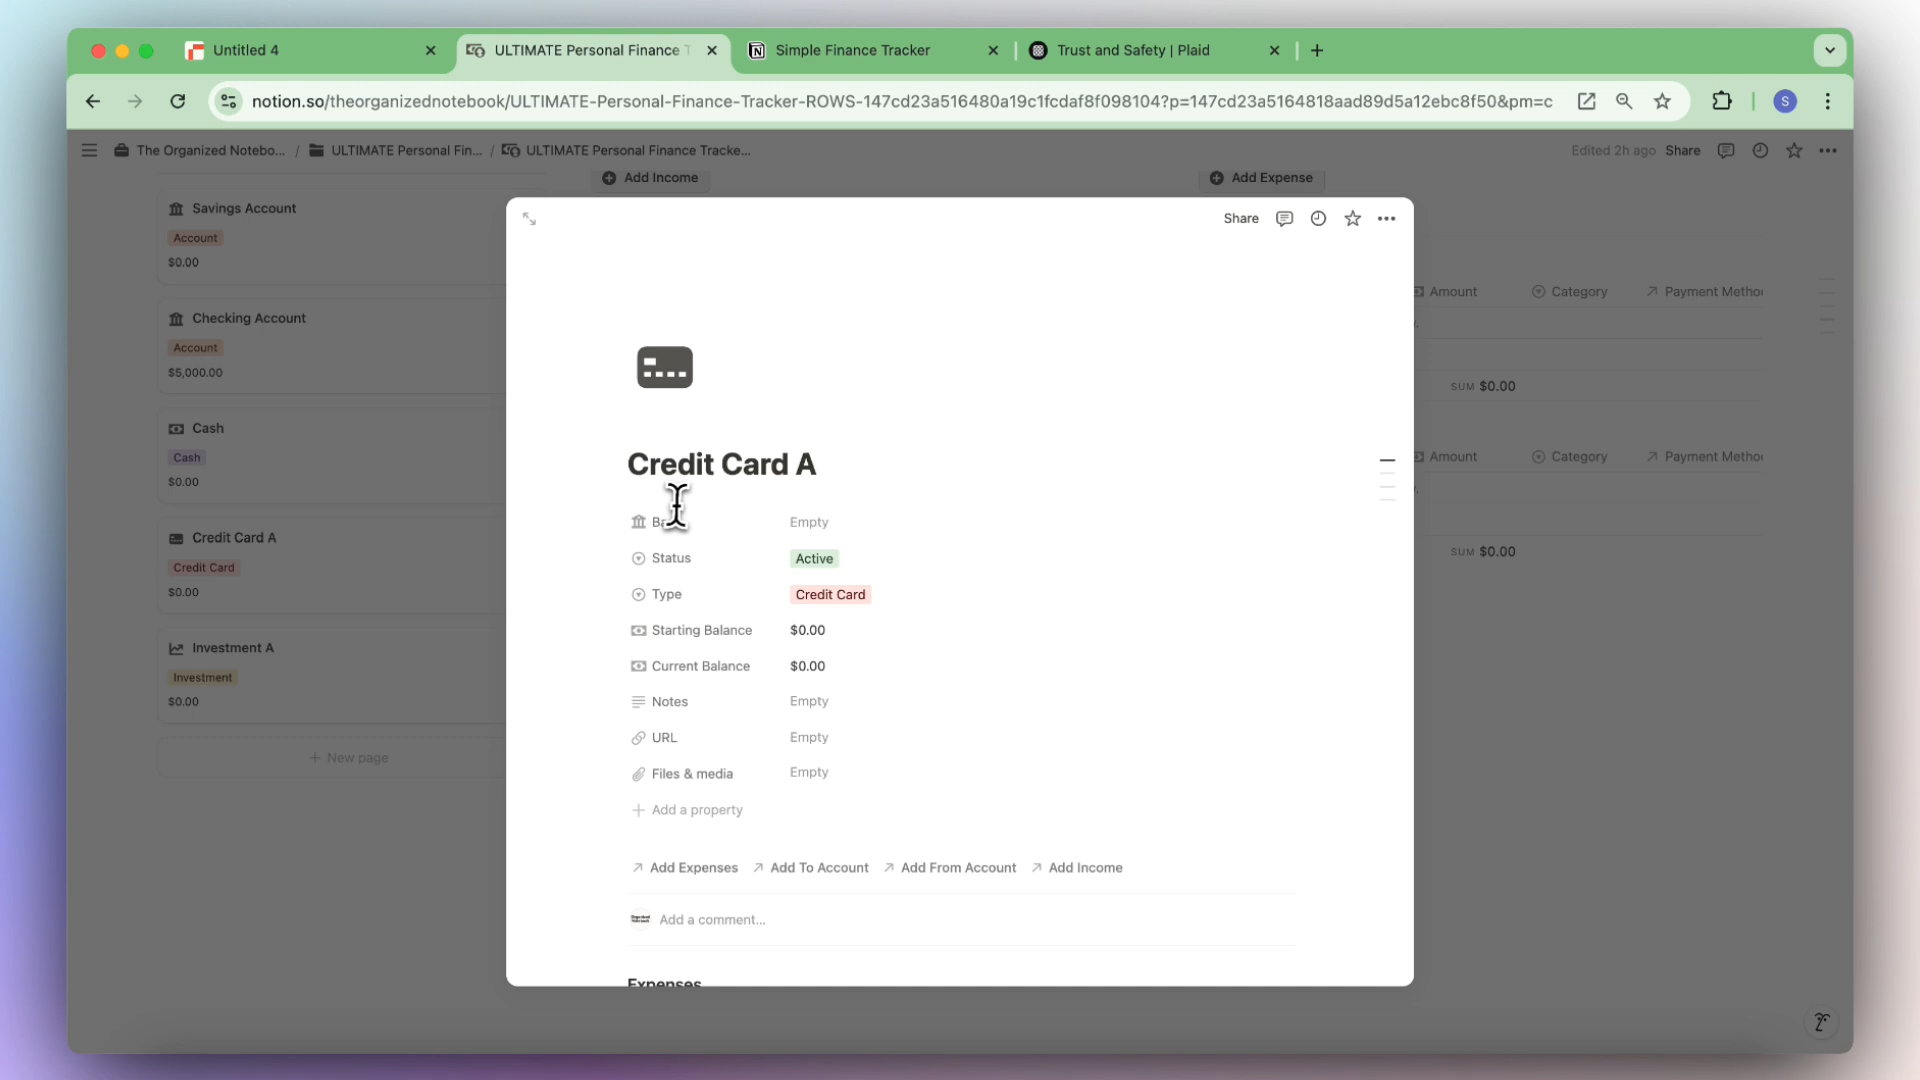 Untitled 4
ULTIMATE Personal Finance
Simple Finance Tracker
Trust and Safety | Plaid
notion.so/theorganizednotebook/ULTIMATE-Personal-Finance-Tracker-ROWS-147cd23a516480a19c1fcdaf8f098104?p=147cd23a5164818aad89d5a12ebc8f50&pm=c
S
The Organized Notebo... / ULTIMATE Personal Fin... / ULTIMATE Personal Finance Tracke...
Edited 2h ago Share
Add Income
Add Expense
Savings Account
Account
$0.00
Checking Account
Account
$5,000.00
Cash
Cash
$0.00
Credit Card A
Credit Card
$0.00
Investment A
Investment
$0.00
New page
Share
Credit Card A
Empty
Status Active
Type Credit Card
Starting Balance $0.00
Current Balance $0.00
Notes Empty
URL Empty
Files & media Empty
Add a property
Add Expenses Add To Account Add From Account Add Income
Add a comment...
Expenses
Amount Category Payment Metho
SUM $0.00
Amount Category Payment Metho
SUM $0.00